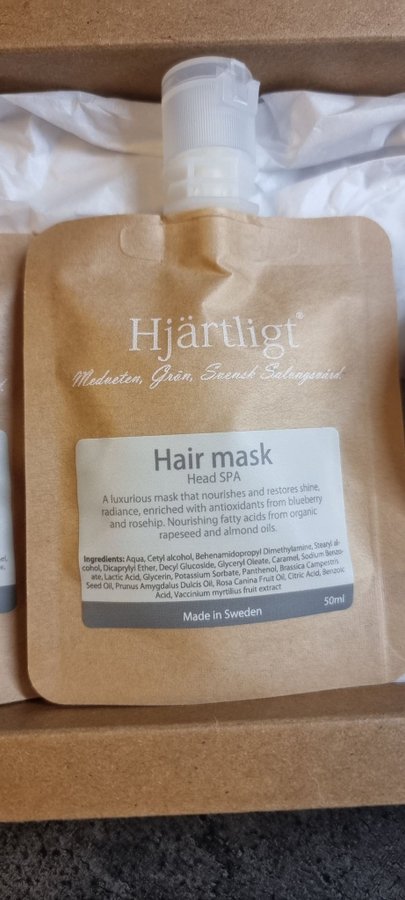 Hjärtligt®
Medveten, Grön, Svensk Salongsvård.
Hair mask
Head SPA
A luxurious mask that nourishes and restores shine,
radiance, enriched with antioxidants from blueberry
and rosehip. Nourishing fatty acids from organic
rapeseed and almond oils.
Ingredients: Aqua, Cetyl alcohol, Behenamidopropyl Dimethylamine, Stearyl al-
cohol, Dicaprylyl Ether, Decyl Glucoside, Glyceryl Oleate, Caramel, Sodium Benzo-
ate, Lactic Acid, Glycerin, Potassium Sorbate, Panthenol, Brassica Campestris
Seed Oil, Prunus Amygdalus Dulcis Oil, Rosa Canina Fruit Oil, Citric Acid, Benzoic
Acid, Vaccinium myrtilius fruit extract
50ml
Made in Sweden